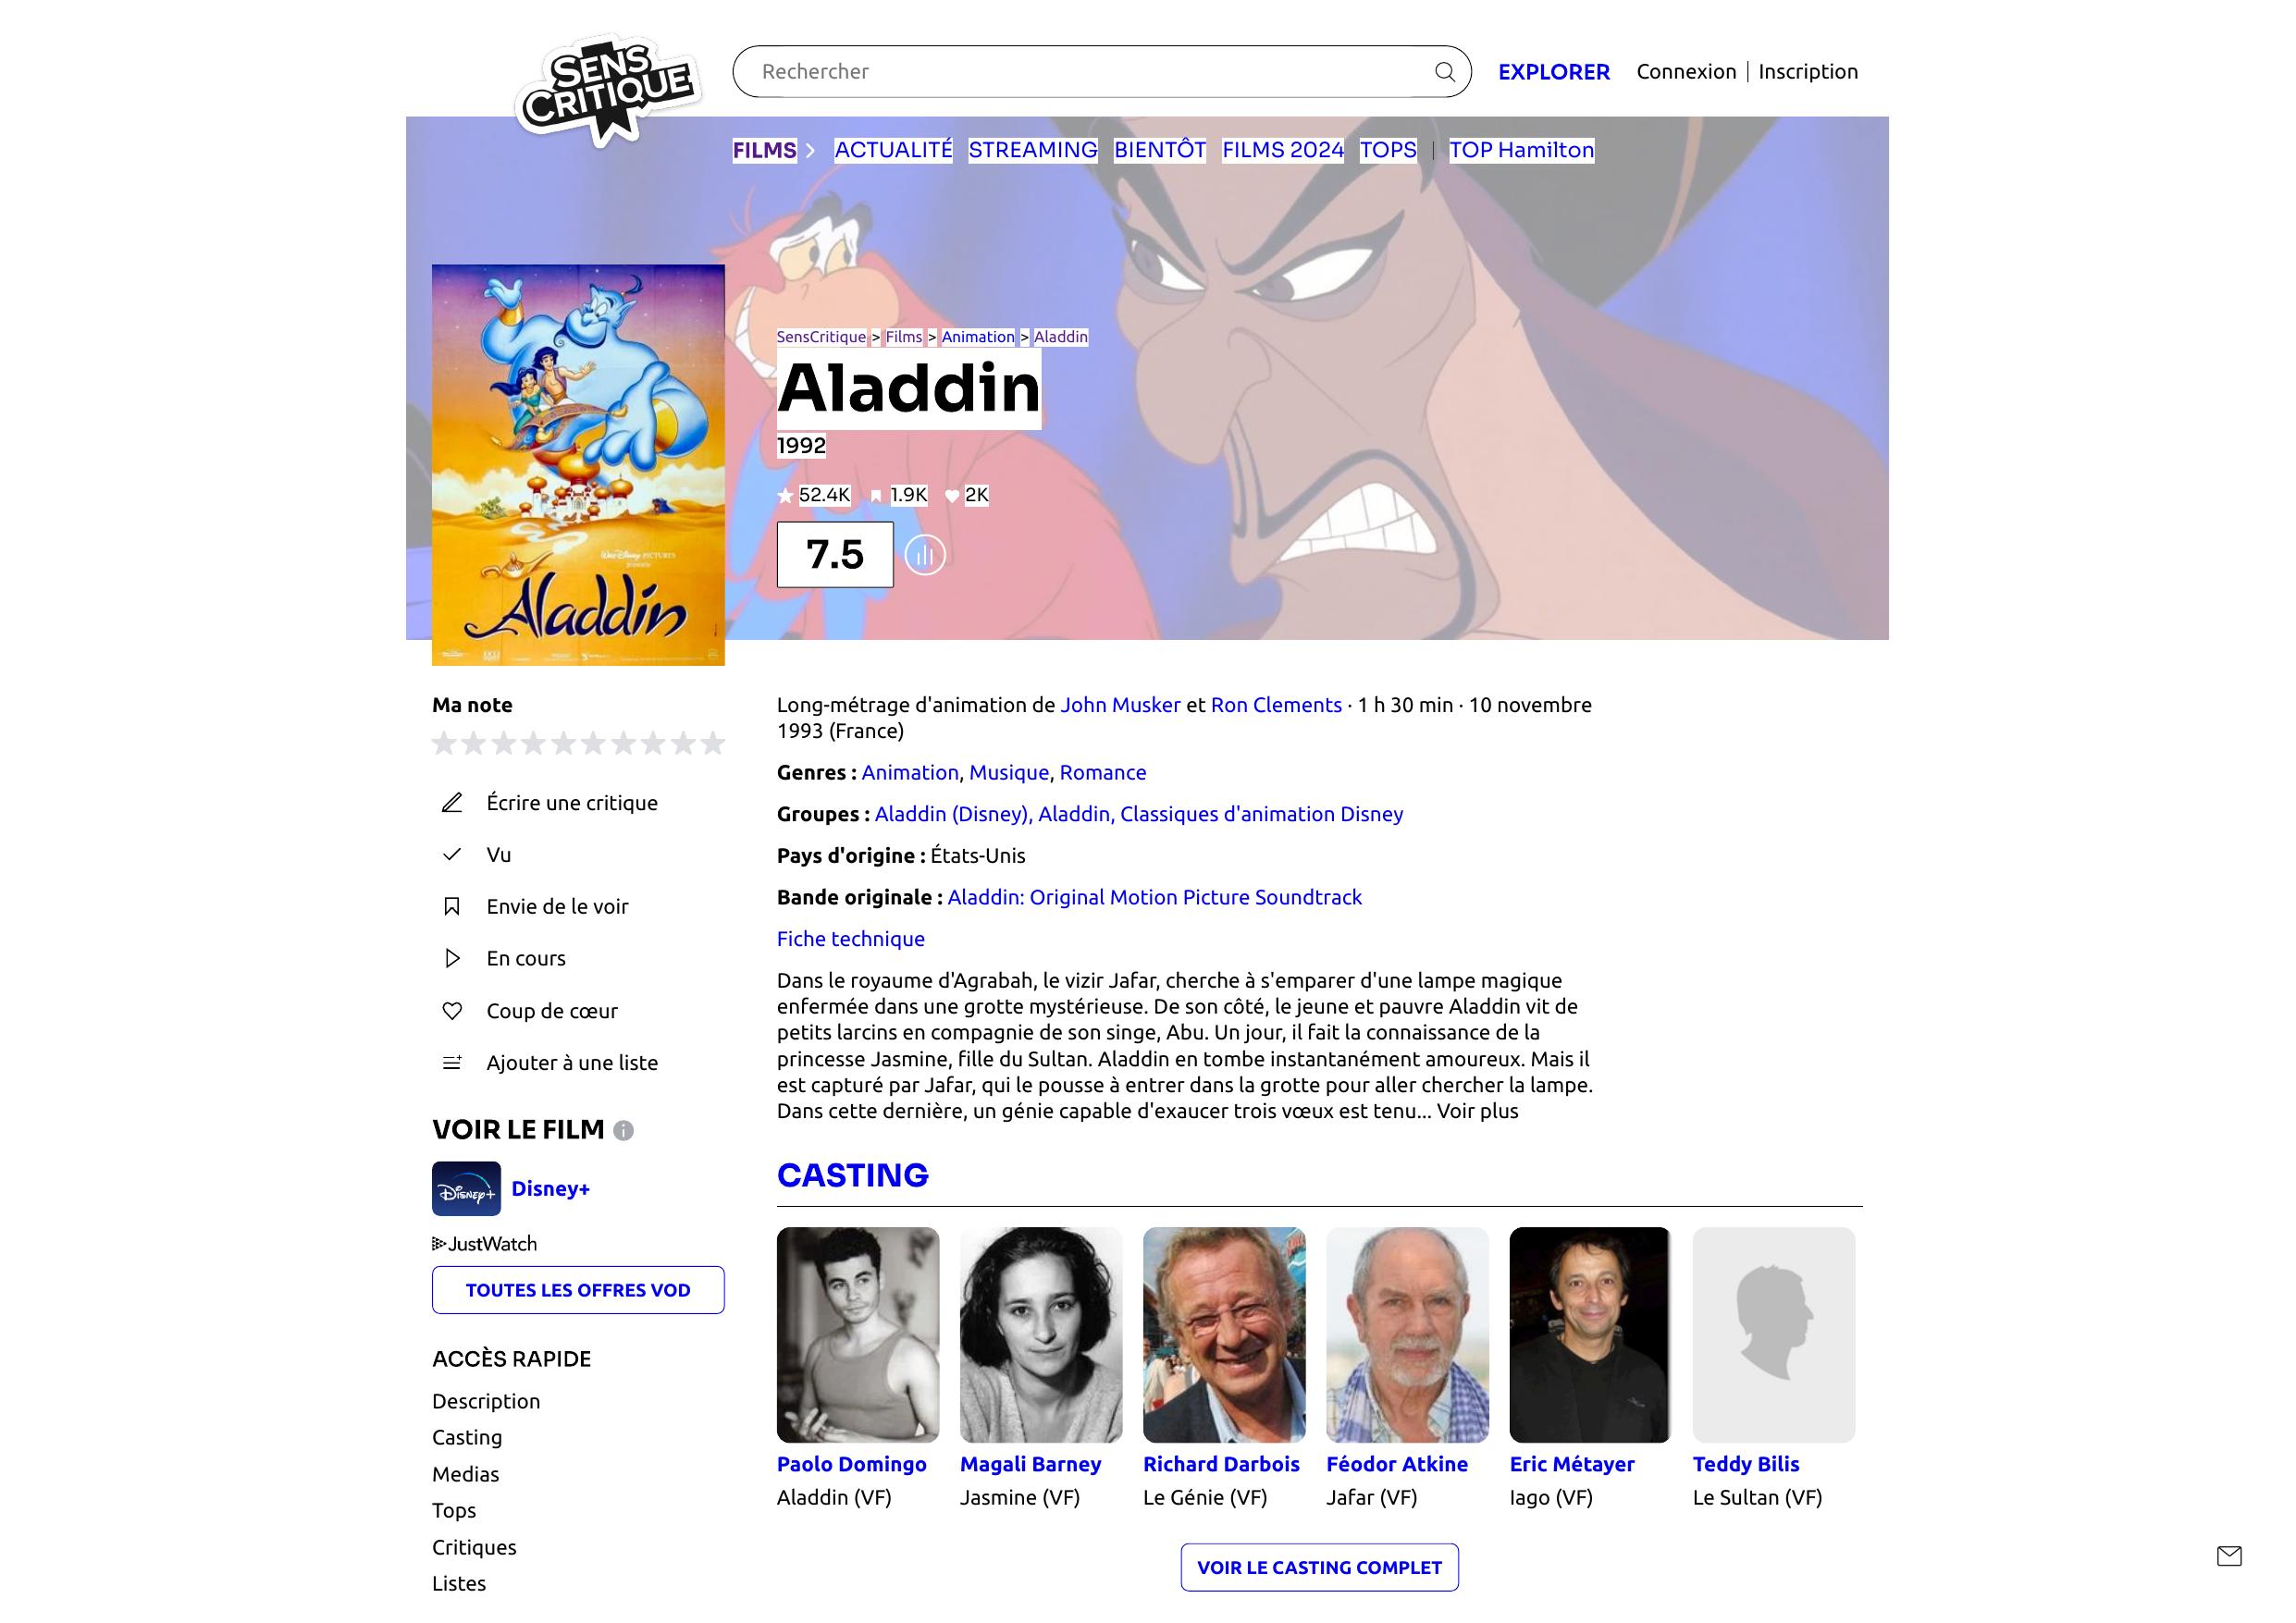 SENS CRITIQUE
Rechercher
EXPLORER
Connexion | Inscription
FILMS
ACTUALITÉ
STREAMING
BIENTÔT
FILMS 2024
TOPS
TOP Hamilton
SensCritique > Films > Animation > Aladdin
Aladdin
1992
52.4K 1.9K 2K
7.5
Walt Disney PICTURES
presents
Aladdin
Ma note
Écrire une critique
Vu
Envie de le voir
En cours
Coup de cœur
Ajouter à une liste
VOIR LE FILM
Disney+
Disney+
JustWatch
TOUTES LES OFFRES VOD
ACCÈS RAPIDE
Description
Casting
Medias
Tops
Critiques
Listes
Long-métrage d'animation de John Musker et Ron Clements · 1 h 30 min · 10 novembre
1993 (France)
Genres : Animation, Musique, Romance
Groupes : Aladdin (Disney), Aladdin, Classiques d'animation Disney
Pays d'origine : États-Unis
Bande originale : Aladdin: Original Motion Picture Soundtrack
Fiche technique
Dans le royaume d'Agrabah, le vizir Jafar, cherche à s'emparer d'une lampe magique
enfermée dans une grotte mystérieuse. De son côté, le jeune et pauvre Aladdin vit de
petits larcins en compagnie de son singe, Abu. Un jour, il fait la connaissance de la
princesse Jasmine, fille du Sultan. Aladdin en tombe instantanément amoureux. Mais il
est capturé par Jafar, qui le pousse à entrer dans la grotte pour aller chercher la lampe.
Dans cette dernière, un génie capable d'exaucer trois vœux est tenu... Voir plus
CASTING
Paolo Domingo
Aladdin (VF)
Magali Barney
Jasmine (VF)
Richard Darbois
Le Génie (VF)
Féodor Atkine
Jafar (VF)
Eric Métayer
Iago (VF)
Teddy Bilis
Le Sultan (VF)
VOIR LE CASTING COMPLET